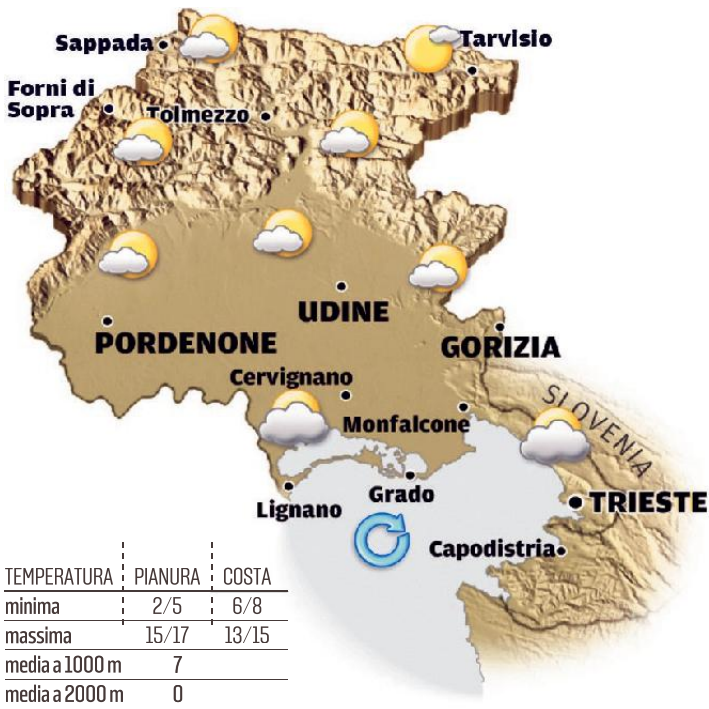 Sappada
Tarvisio
Forni di
Sopra
Tolmezzo
UDINE
PORDENONE
GORIZIA
Cervignano
SLOVENIA
Monfalcone
Lignano
Grado
TRIESTE
Capodistria
TEMPERATURA PIANURA COSTA
minima 2/5 6/8
massima 15/17 13/15
media a 1000 m 7
media a 2000 m 0